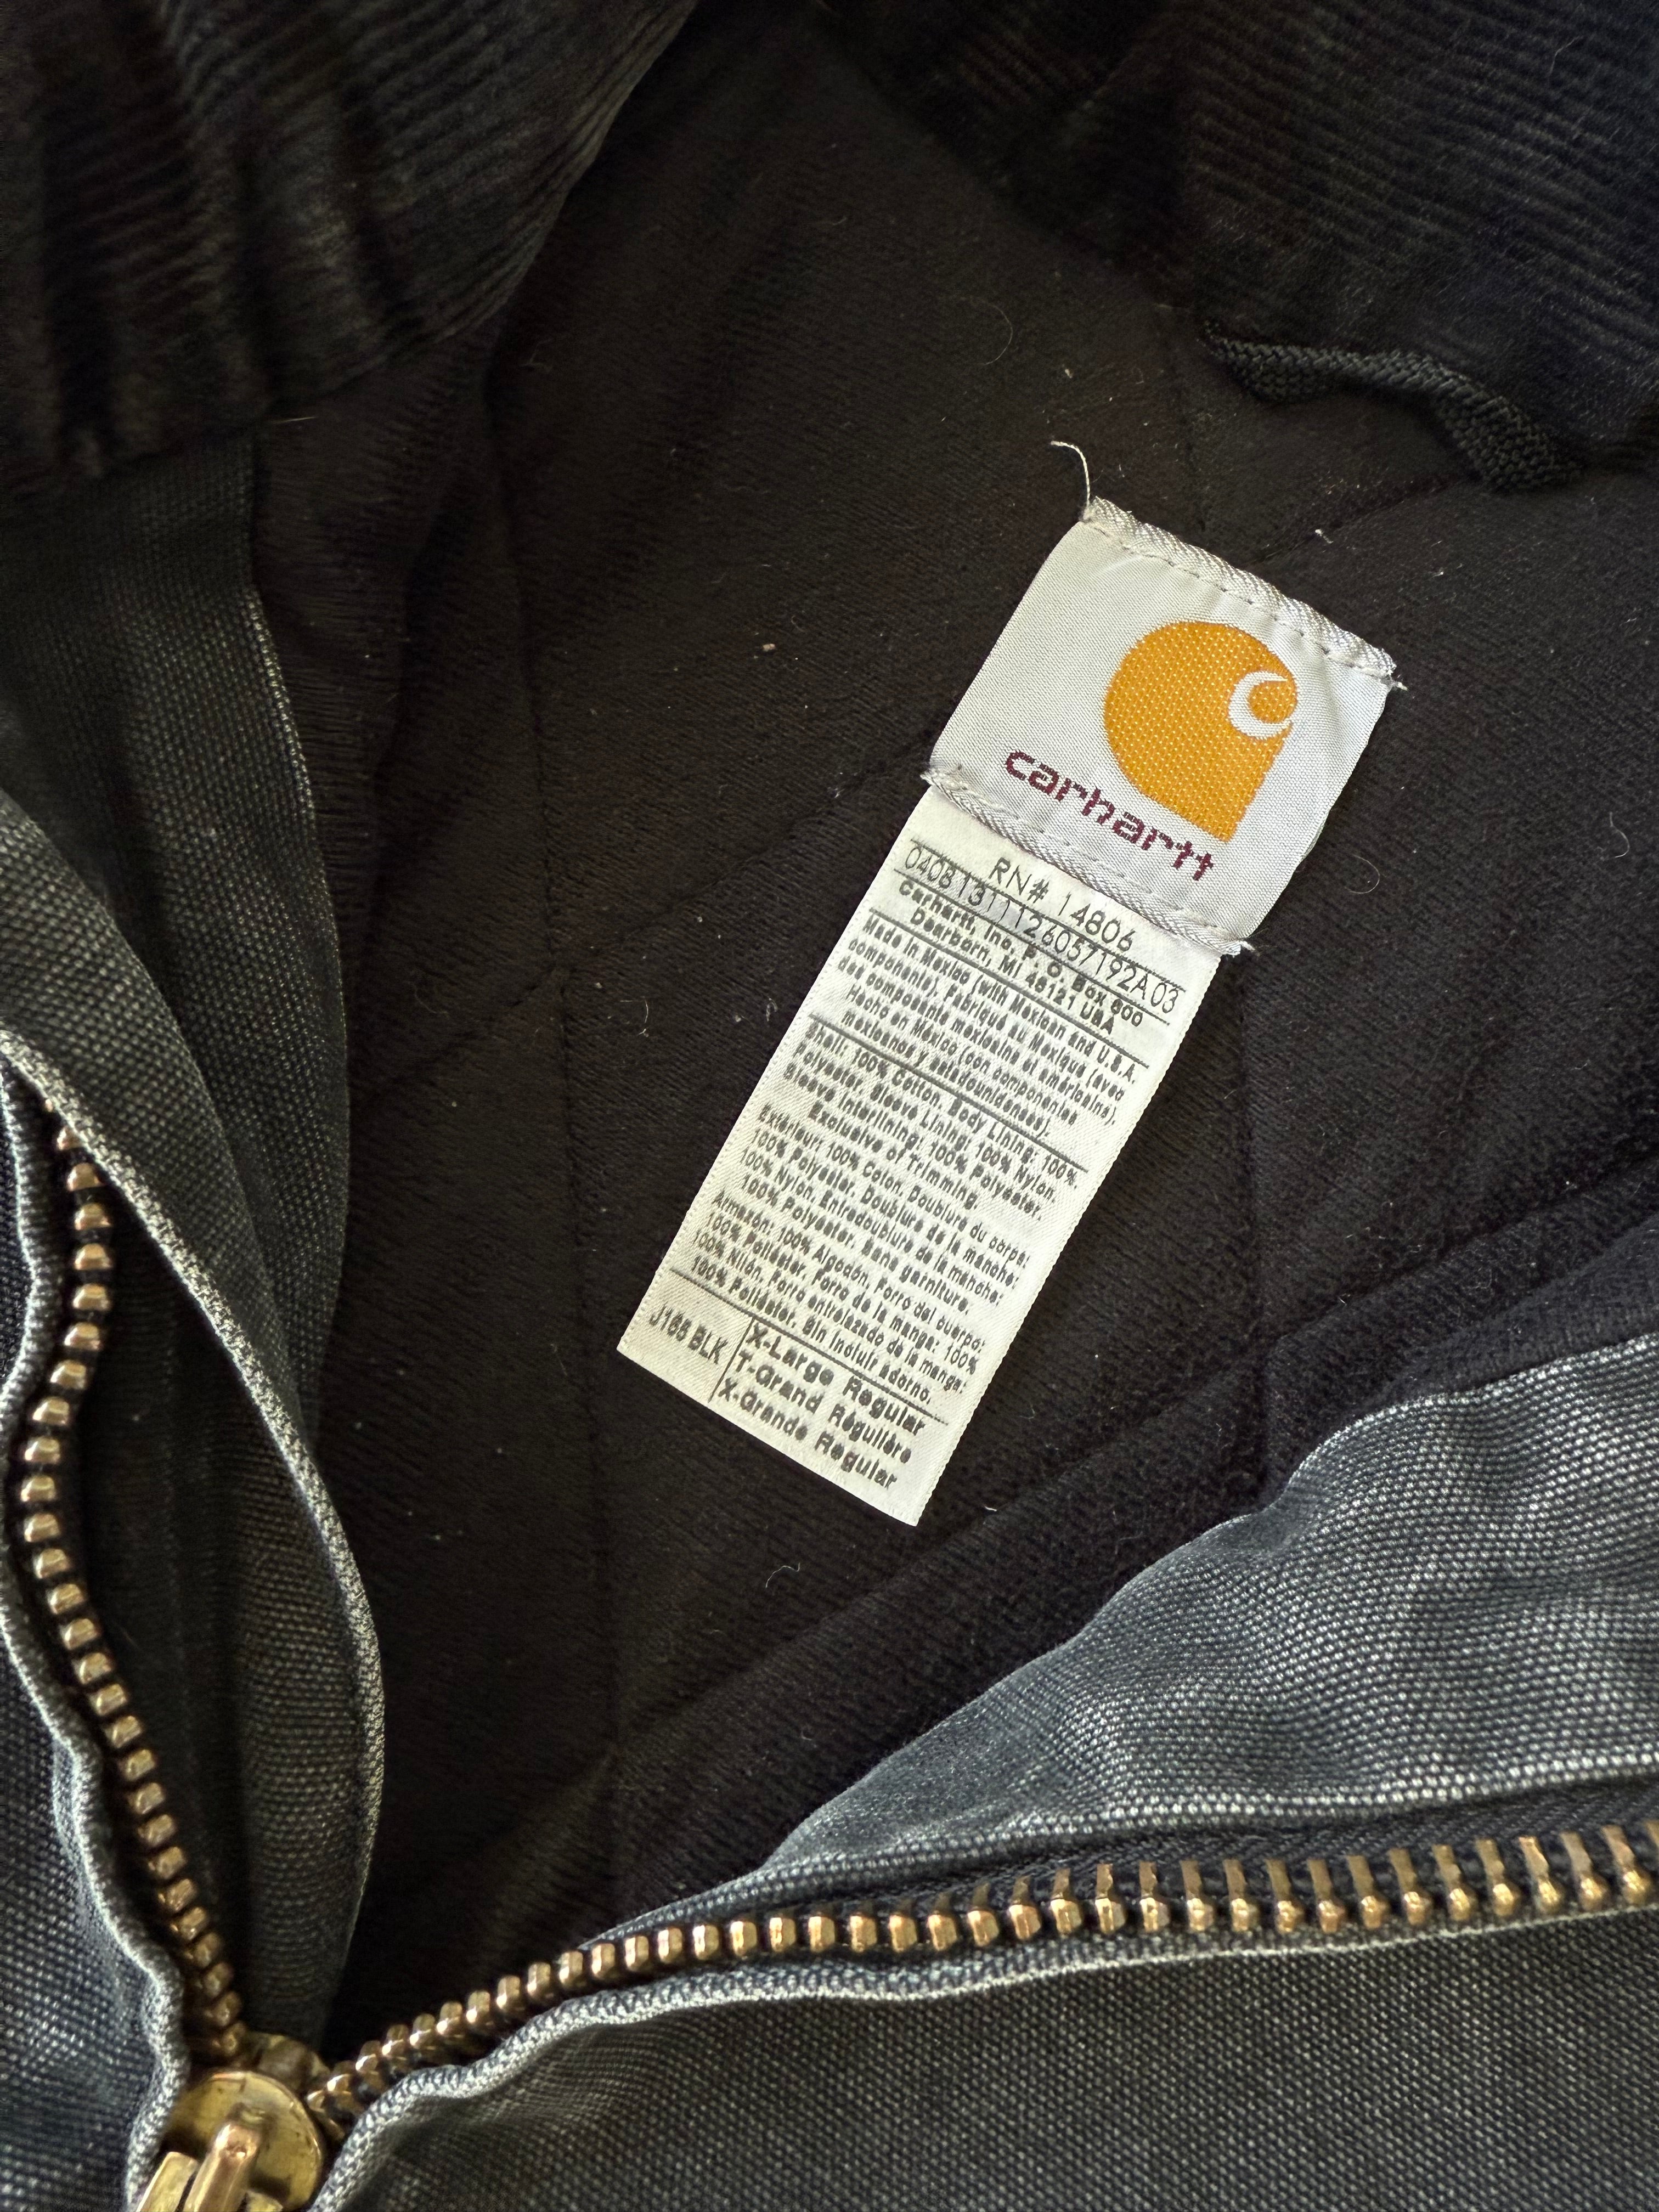 carhartt
RN# 14806
04081311126057192A03
Carhartt, Inc. P. O. Box 600
Dearborn, MI 48121 USA
Made in Mexico (with Mexican and U.S.A.
components). Fabriqué au Mexique (avec
des composants mexicains et américains).
Hecho en México (con componentes
mexicanos y estadounidenses).
Shell: 100% Cotton, Body Lining: 100%
Polyester, Sleeve Lining: 100% Nylon,
Sleeve Interlining: 100% Polyester.
Exclusive of Trimming.
Extérieur: 100% Coton, Doublure du corps:
100% Polyester, Doublure de la manche:
100% Nylon, Entredoublure de la manche:
100% Polyester. Sans garniture.
Armazon: 100% Algodón, Forro del cuerpo:
100% Poliéster, Forro de la manga: 100%
100% Nilón, Forro entrelazado de la manga:
100% Poliéster. Sin incluir adorno.
J165 BLK
X-Large Regular
T-Grand Régulière
X-Grande Regular